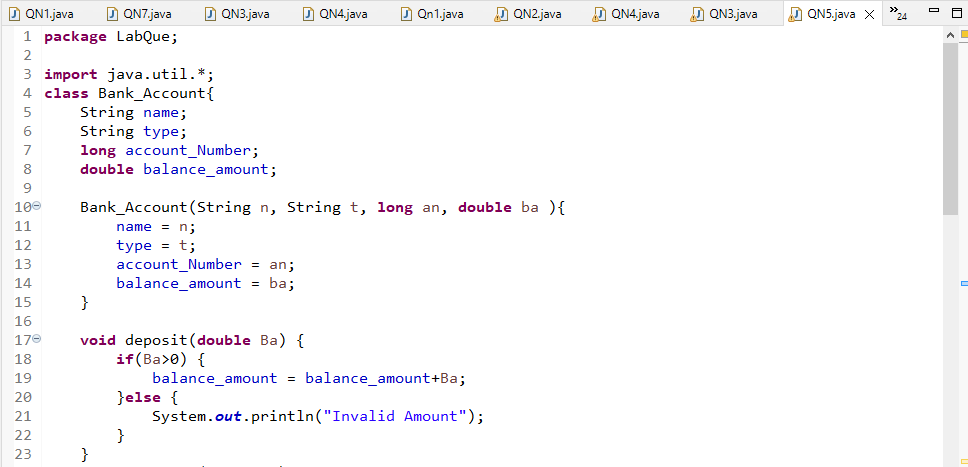 QN1.java QN7.java QN3.java QN4.java Qn1.java QN2.java QN4.java QN3.java QN5.java »24
1 package LabQue;
2
3 import java.util.*;
4 class Bank_Account{
5 String name;
6 String type;
7 long account_Number;
8 double balance_amount;
9
10 Bank_Account(String n, String t, long an, double ba ){
11 name = n;
12 type = t;
13 account_Number = an;
14 balance_amount = ba;
15 }
16
17 void deposit(double Ba) {
18 if(Ba>0) {
19 balance_amount = balance_amount+Ba;
20 }else {
21 System.out.println("Invalid Amount");
22 }
23 }